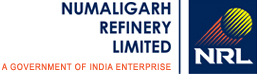 NUMALIGARH
REFINERY
LIMITED
A GOVERNMENT OF INDIA ENTERPRISE
NRL